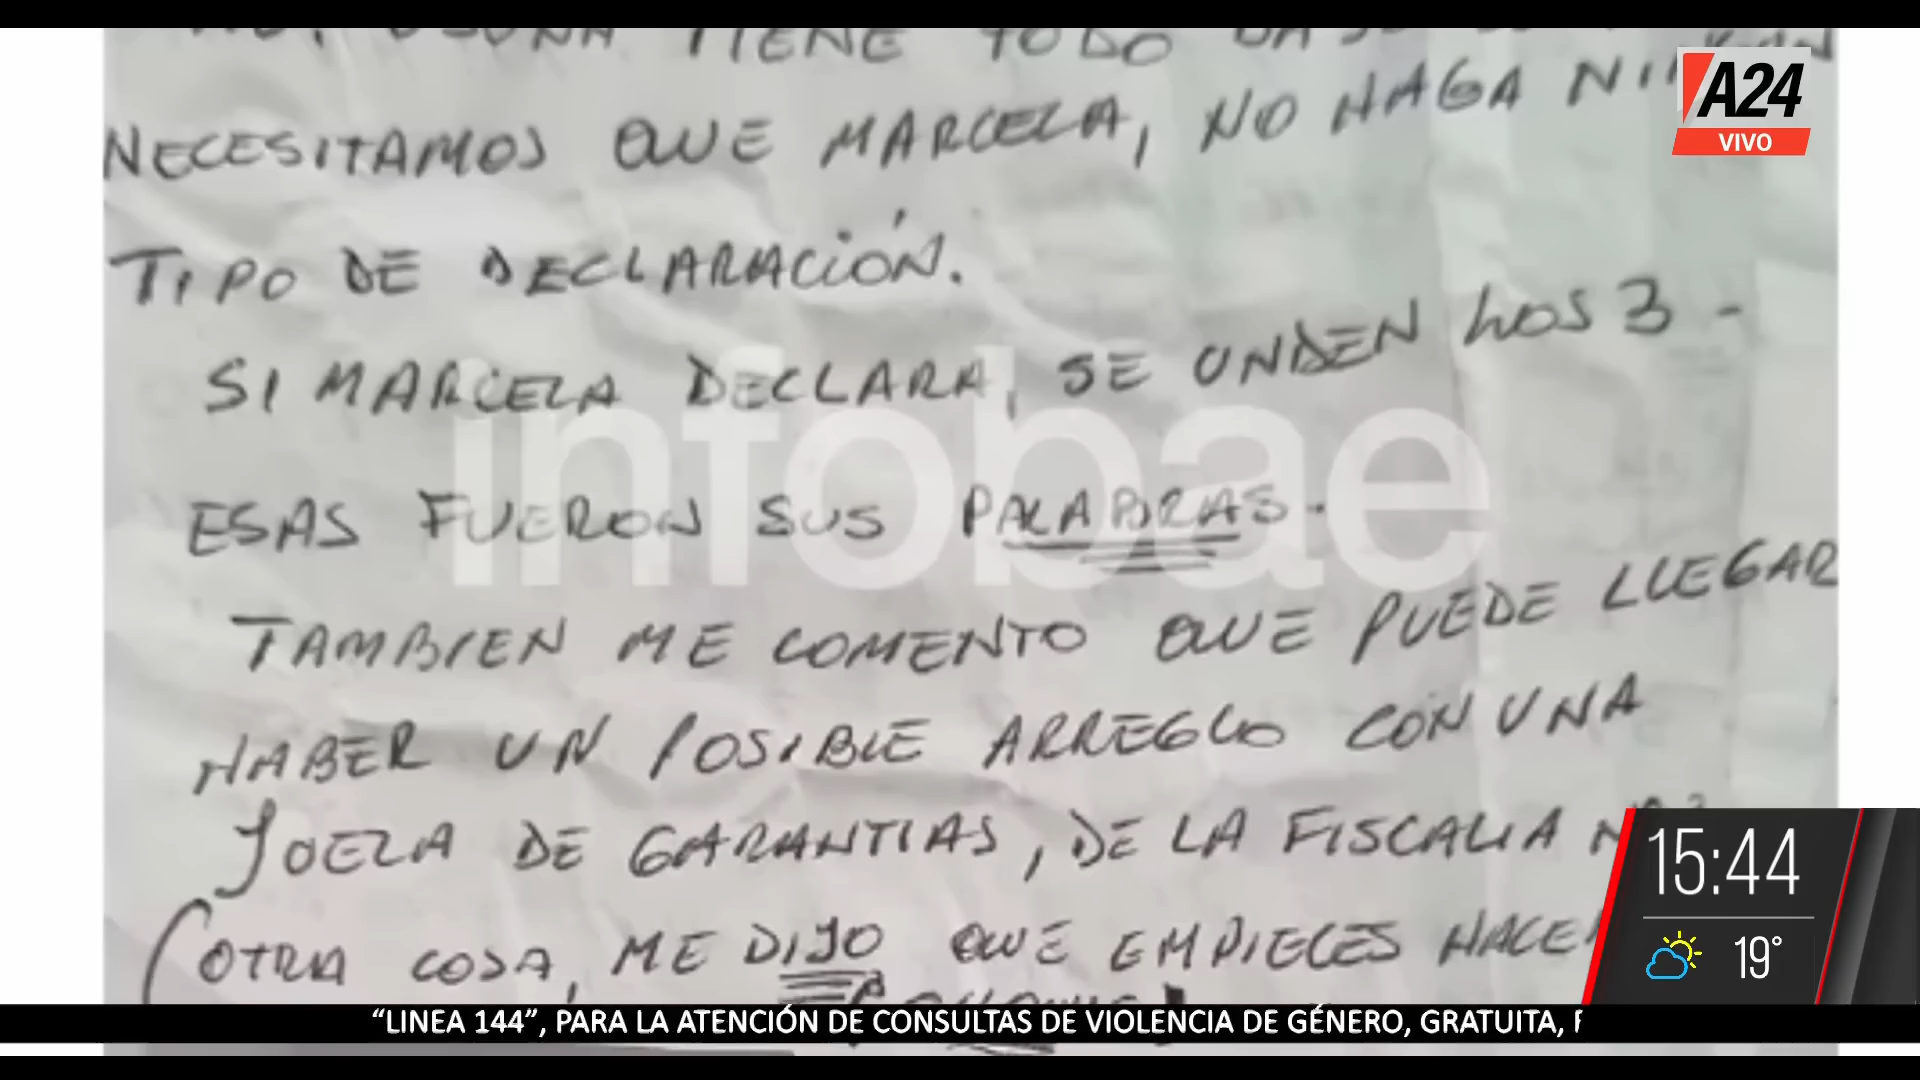 TIENE TODO
NECESITAMOS QUE MARCELA, NO HAGA
TIPO DE DECLARACIÓN.
SI MARCELA DECLARA, SE UNDEN LOS 3 -
ESAS FUERON SUS PALABRAS.
TAMBIEN ME COMENTO QUE PUEDE LLEGAR
HABER UN POSIBLE ARREGLO CON UNA
JUEZA DE GARANTIAS, DE LA FISCALIA
(OTRA COSA, ME DIJO QUE EMPIECES HACER
infobae
A24
VIVO
15:44
19°
“LINEA 144”, PARA LA ATENCIÓN DE CONSULTAS DE VIOLENCIA DE GÉNERO, GRATUITA,